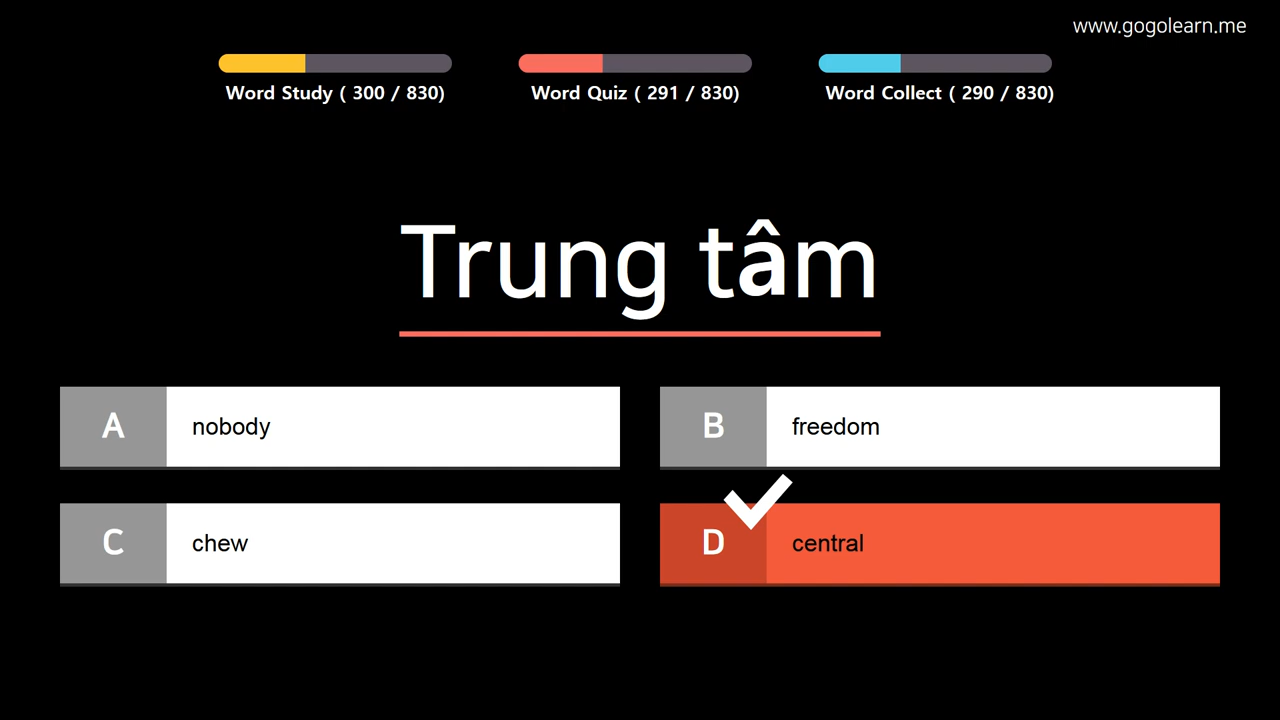 www.gogolearn.me
Word Study ( 300 / 830)
Word Quiz ( 291 / 830)
Word Collect ( 290 / 830)
Trung tâm
A nobody
B freedom
C chew
D central